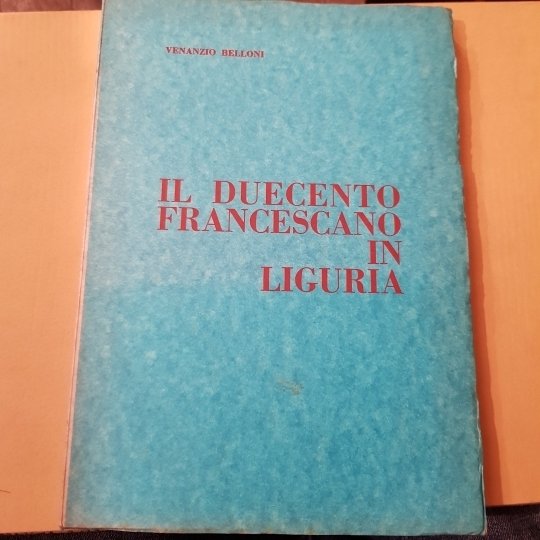 VENANZIO BELLONI
IL DUECENTO
FRANCESCANO
IN
LIGURIA